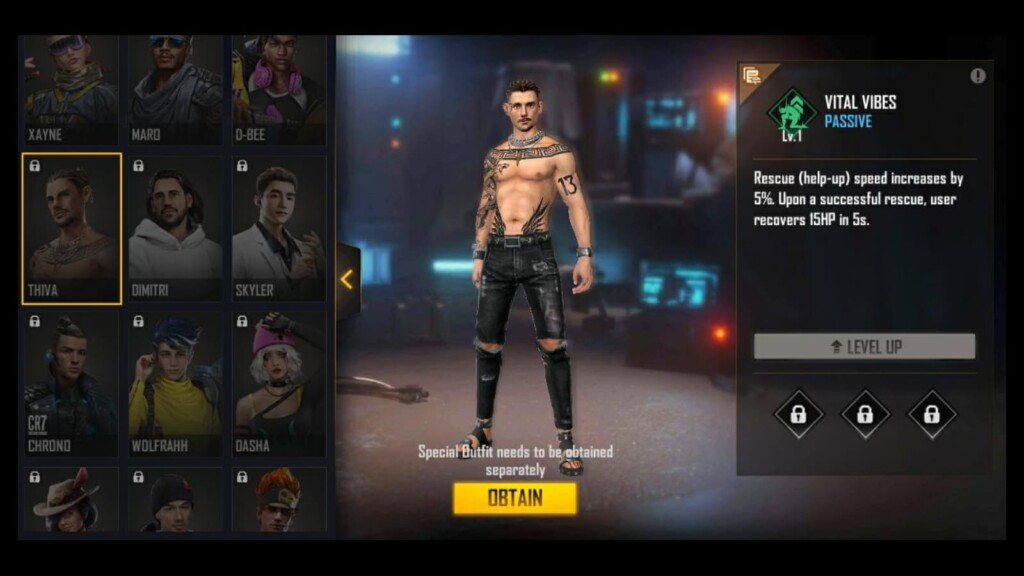 XAYNE
MARO
D-BEE
THIVA
DIMITRI
SKYLER
CR7
CHRONO
WOLFRAHH
DASHA
13
Special Outfit needs to be obtained
separately
OBTAIN
VITAL VIBES
PASSIVE
Lv.1
Rescue (help-up) speed increases by
5%. Upon a successful rescue, user
recovers 15HP in 5s.
LEVEL UP